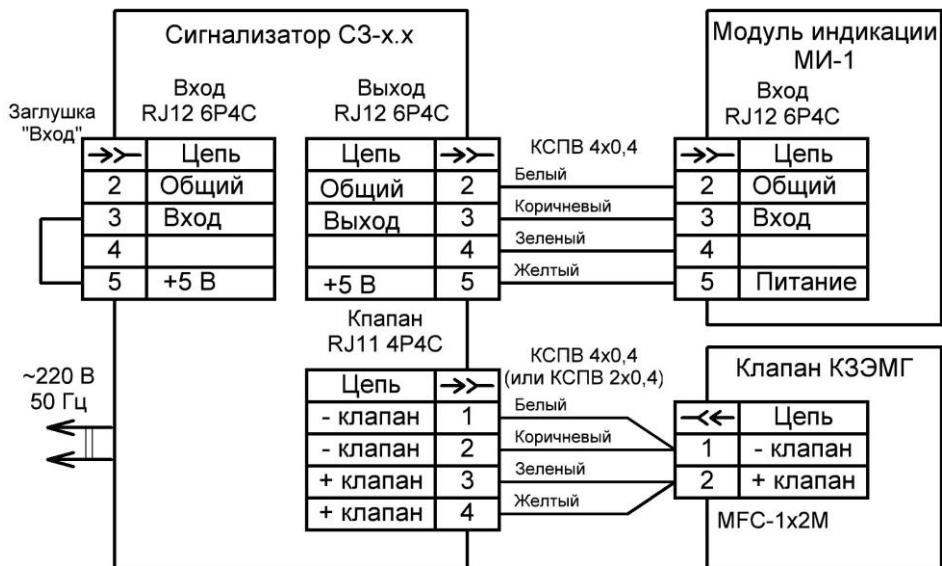 Сигнализатор СЗ-х.х
Модуль индикации
МИ-1
Заглушка
"Вход"
Вход
RJ12 6P4C
Выход
RJ12 6P4C
Вход
RJ12 6P4C
КСПВ 4х0,4
Цепь
2 Общий
3 Вход
4
5 +5 В
Цепь
Общий 2
Выход 3
4
+5 В 5
Белый
Коричневый
Зеленый
Желтый
Цепь
2 Общий
3 Вход
4
5 Питание
~220 В
50 Гц
Кпапан
RJ11 4P4C
Цепь
- клапан 1
- клапан 2
+ клапан 3
+ клапан 4
КСПВ 4х0,4
(или КСПВ 2х0,4)
Белый
Коричневый
Зеленый
Желтый
Клапан КЗЭМГ
Цепь
1 - клапан
2 + клапан
MFC-1x2M